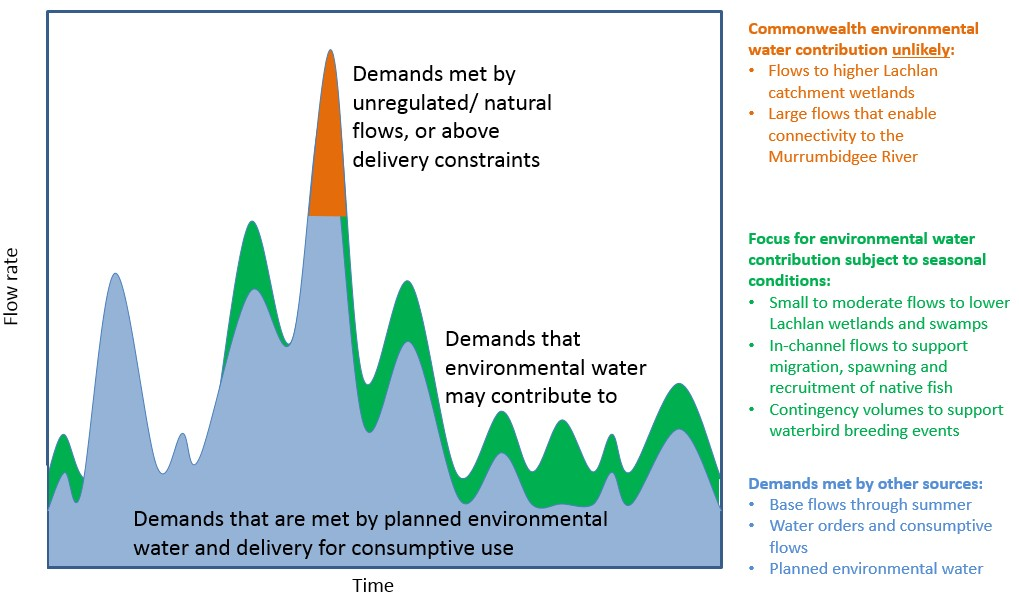 Demands met by
unregulated/ natural
flows, or above
delivery constraints
Demands that
environmental water
may contribute to
Demands that are met by planned environmental
water and delivery for consumptive use
Flow rate
Time
Commonwealth environmental
water contribution unlikely:
• Flows to higher Lachlan
catchment wetlands
• Large flows that enable
connectivity to the
Murrumbidgee River
Focus for environmental water
contribution subject to seasonal
conditions:
• Small to moderate flows to lower
Lachlan wetlands and swamps
• In-channel flows to support
migration, spawning and
recruitment of native fish
• Contingency volumes to support
waterbird breeding events
Demands met by other sources:
• Base flows through summer
• Water orders and consumptive
flows
• Planned environmental water